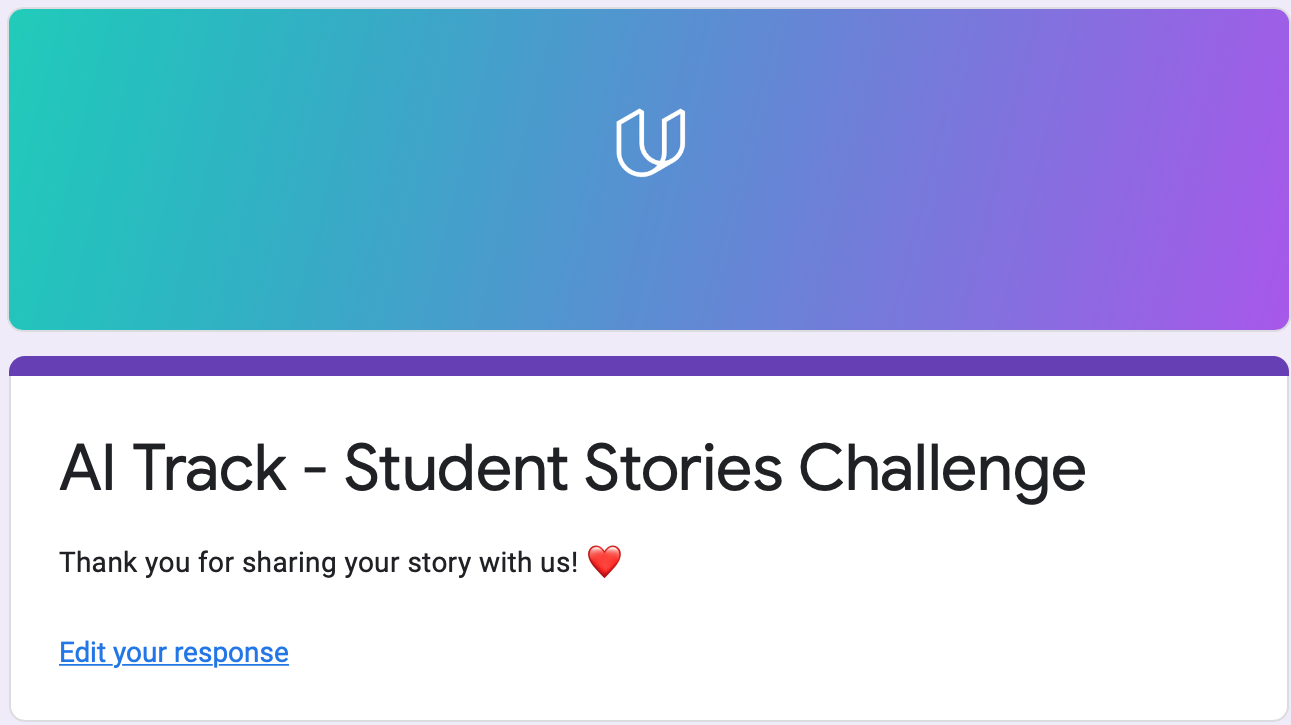 AI Track - Student Stories Challenge
Thank you for sharing your story with us! ❤️
Edit your response